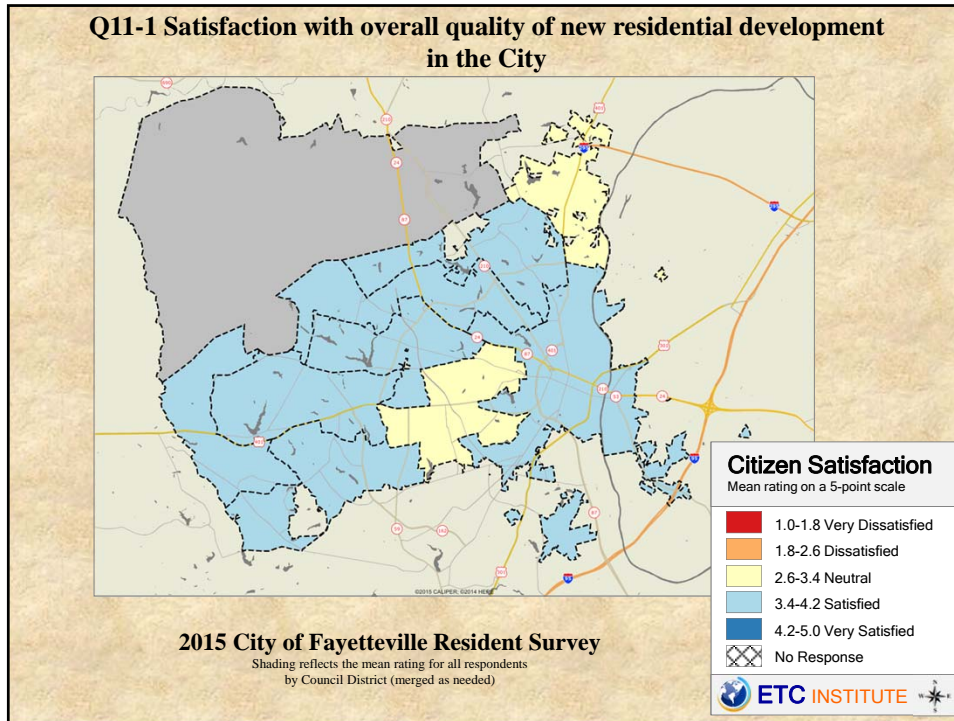 Q11-1 Satisfaction with overall quality of new residential development
in the City
©2015 CALIPER; ©2014 HERE
Citizen Satisfaction
Mean rating on a 5-point scale
1.0-1.8 Very Dissatisfied
1.8-2.6 Dissatisfied
2.6-3.4 Neutral
3.4-4.2 Satisfied
4.2-5.0 Very Satisfied
No Response
2015 City of Fayetteville Resident Survey
Shading reflects the mean rating for all respondents
by Council District (merged as needed)
ETC INSTITUTE